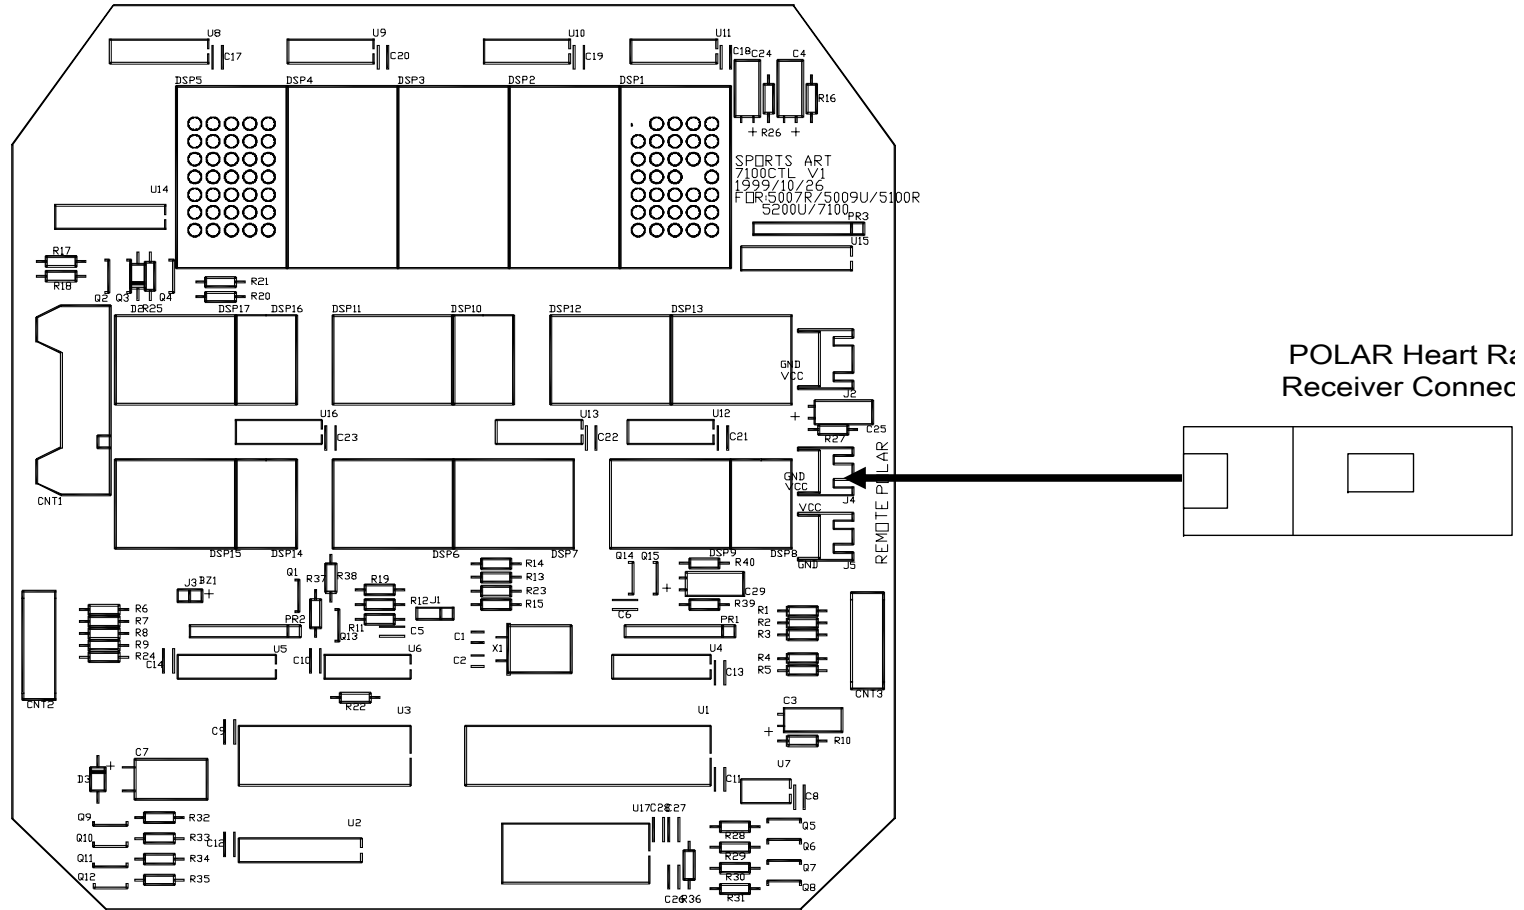 U8 U9 U10 U11
C17 C20 C19 C18 C24 C4
DSP5 DSP4 DSP3 DSP2 DSP1
R16
+ R26 +
SPORTS ART
7100CTL V1
1999/10/26
FOR:5007R/5009U/5100R
5200U/7100
U14
PR3
U15
R17
R18
Q2 Q3 Q4
R21
R20
R25 DSP17 DSP16 DSP11 DSP10 DSP12 DSP13
GND
VCC
J2
+
C25
R27
U16 U13 U12
C23 C22 C21
POLAR Heart Ra
Receiver Connec
REMOTE POLAR
GND
VCC
J4
VCC
GND J5
CNT1
DSP15 DSP14 DSP6 DSP7 DSP9 DSP8
J3 BZ1 +
Q1 R37 R38 R19
R12 J1
R11 C5
PR2 Q13
R14
R13
R23
R15
Q14 Q15 R40
+ C29
C6 R39
R6
R7
R8
R9
R24
C14 U5 C10 U6
C1
C2
X1
PR1
U4
C13
R1
R2
R3
R4
R5
CNT2 CNT3
R22
C9 U3 U1
C11
C3
+
R10
U7
C8
D3 + C7
Q9 R32
Q10 R33
Q11 R34
Q12 R35
C12 U2
U17 C28 C27
C26 R36
R28 Q5
R29 Q6
R30 Q7
R31 Q8